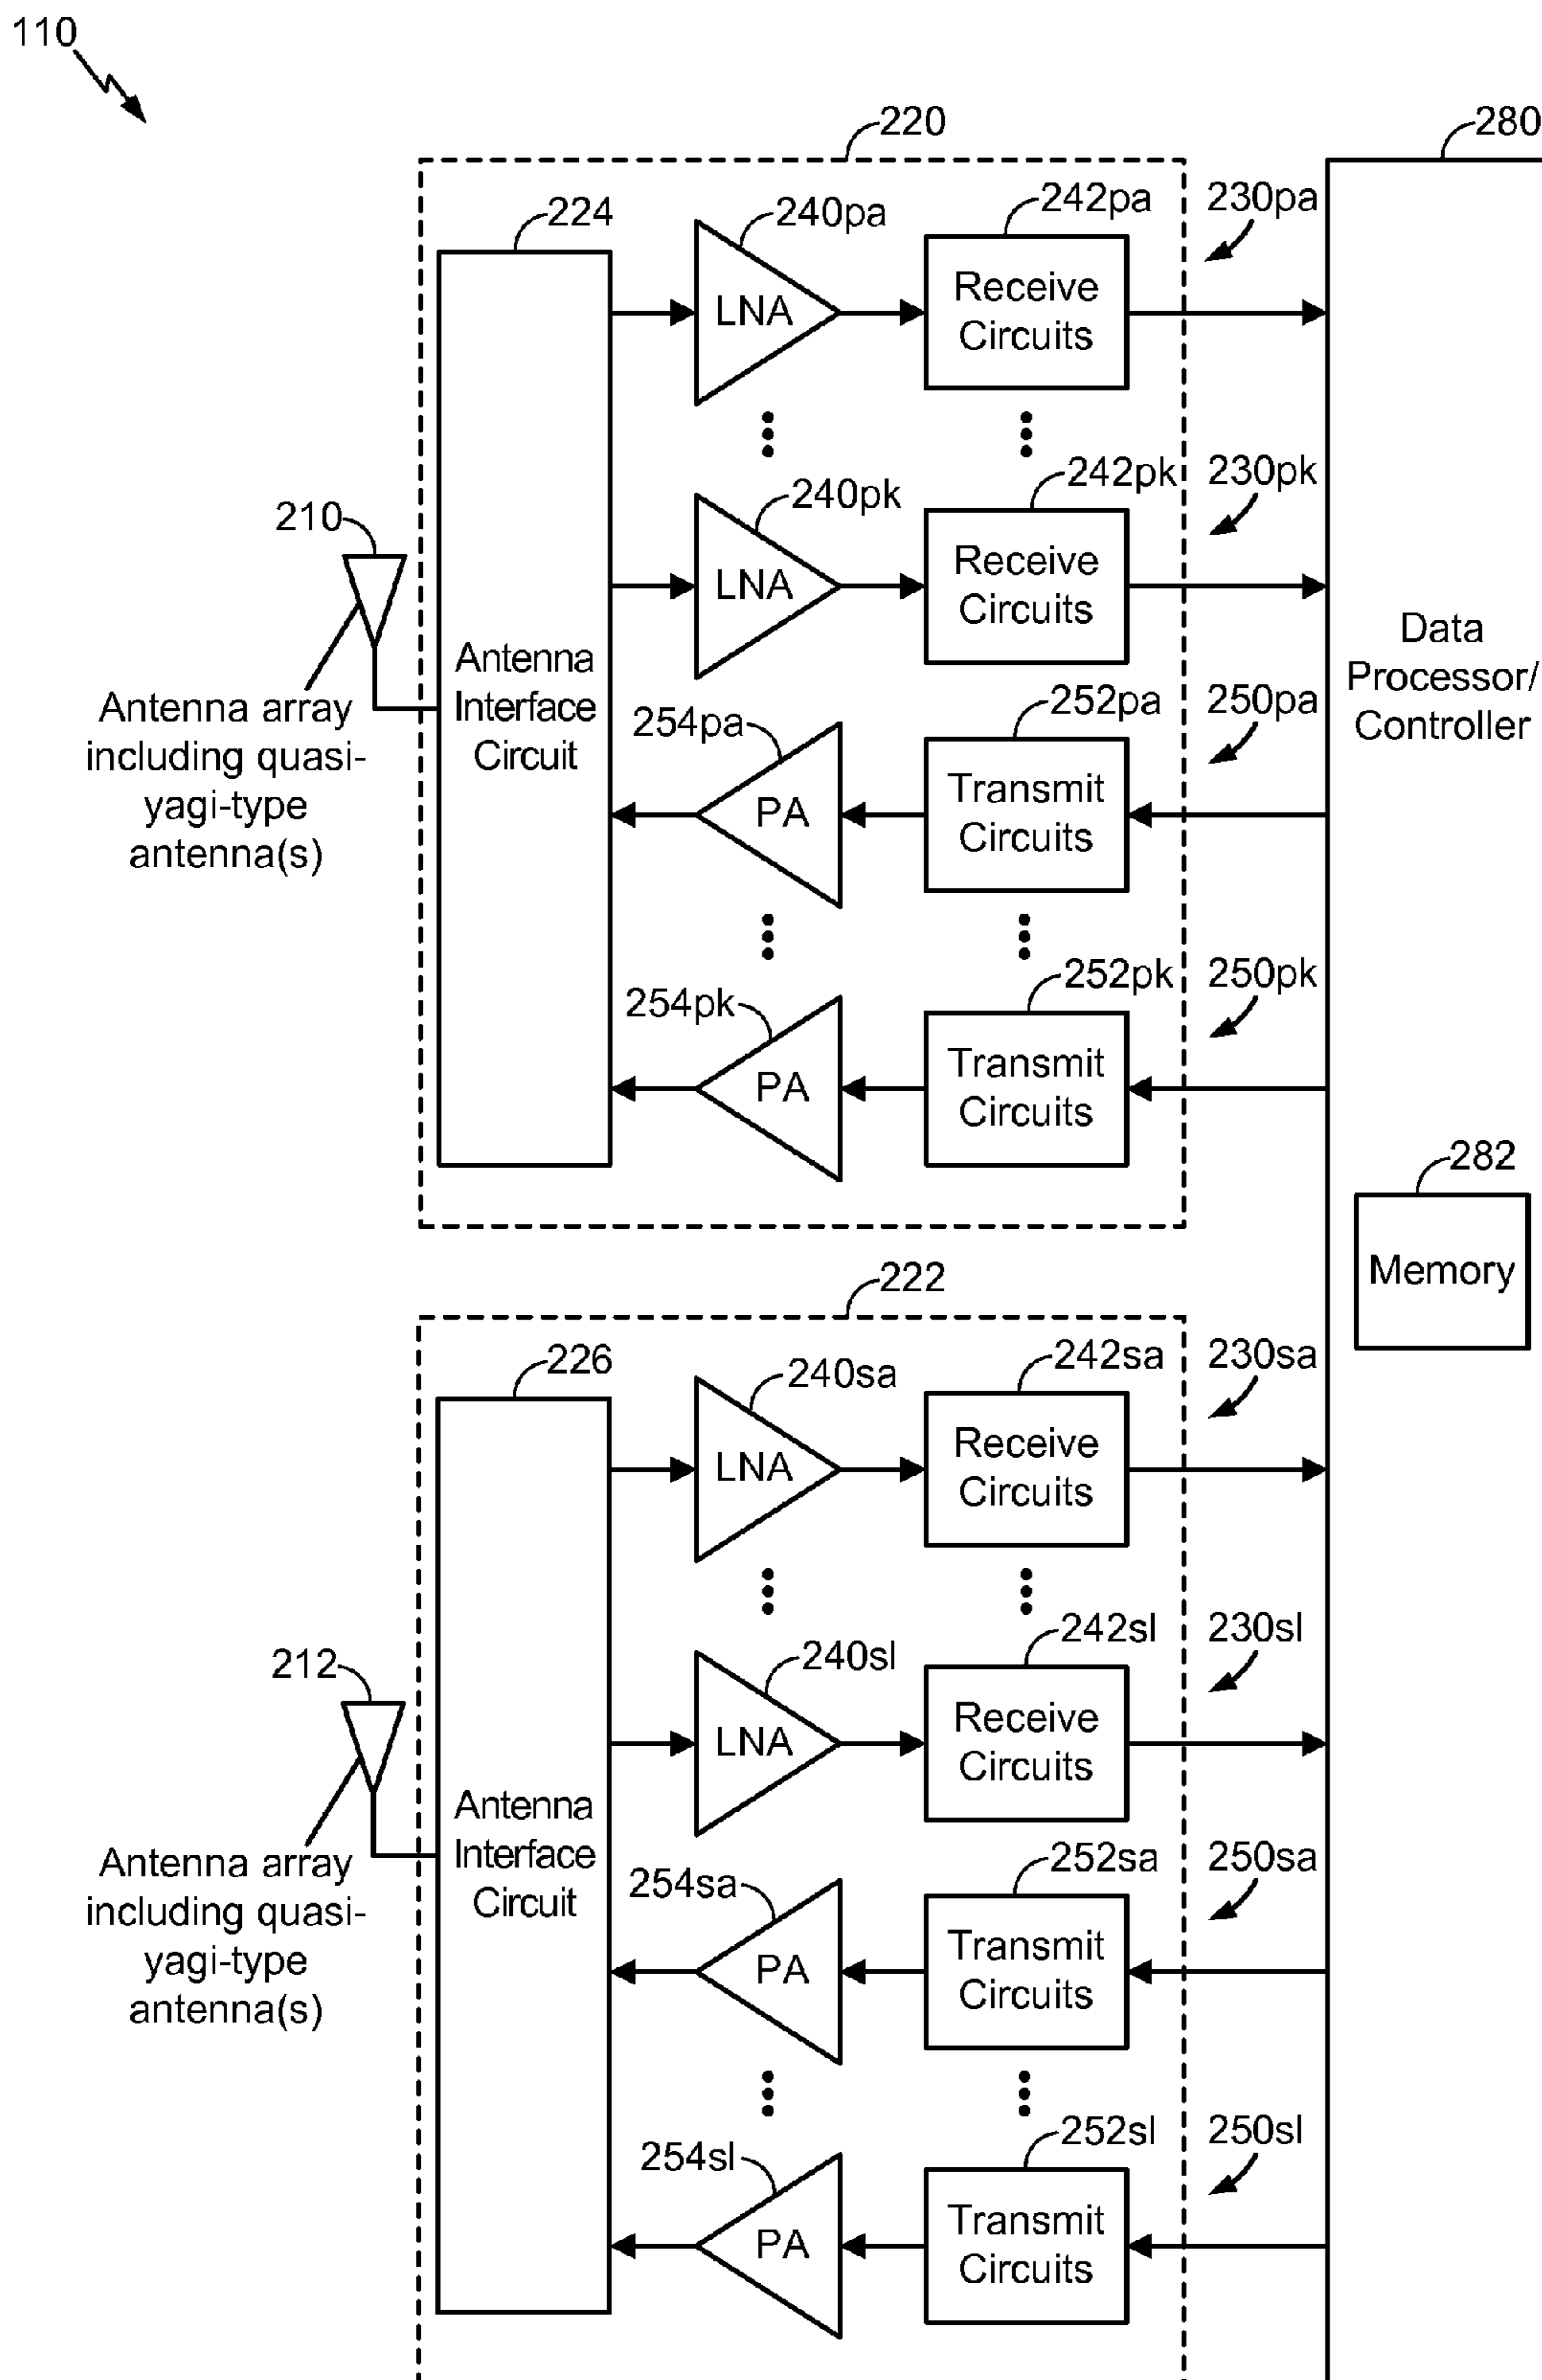 110
220
280
224
240pa
242pa
230pa
LNA
Receive
Circuits
240pk
242pk
230pk
210
LNA
Receive
Circuits
Data
Processor/
Controller
Antenna
Interface
Circuit
Antenna array
including quasi-
yagi-type
antenna(s)
254pa
252pa
250pa
PA
Transmit
Circuits
254pk
252pk
250pk
PA
Transmit
Circuits
282
Memory
222
226
240sa
242sa
230sa
LNA
Receive
Circuits
240sl
242sl
230sl
212
LNA
Receive
Circuits
Antenna
Interface
Circuit
Antenna array
including quasi-
yagi-type
antenna(s)
254sa
252sa
250sa
PA
Transmit
Circuits
254sl
252sl
250sl
PA
Transmit
Circuits